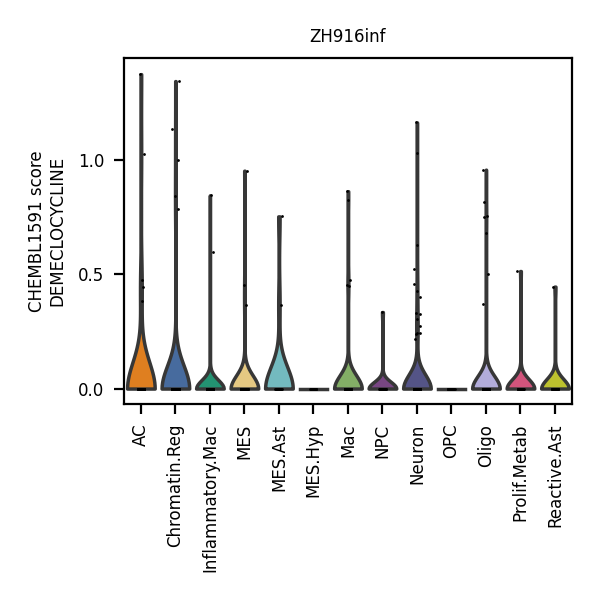 ZH916inf
CHEMBL1591 score
DEMECLOCYCLINE
1.0
0.5
0.0
AC
Chromatin.Reg
Inflammatory.Mac
MES
MES.Ast
MES.Hyp
Mac
NPC
Neuron
OPC
Oligo
Prolif.Metab
Reactive.Ast